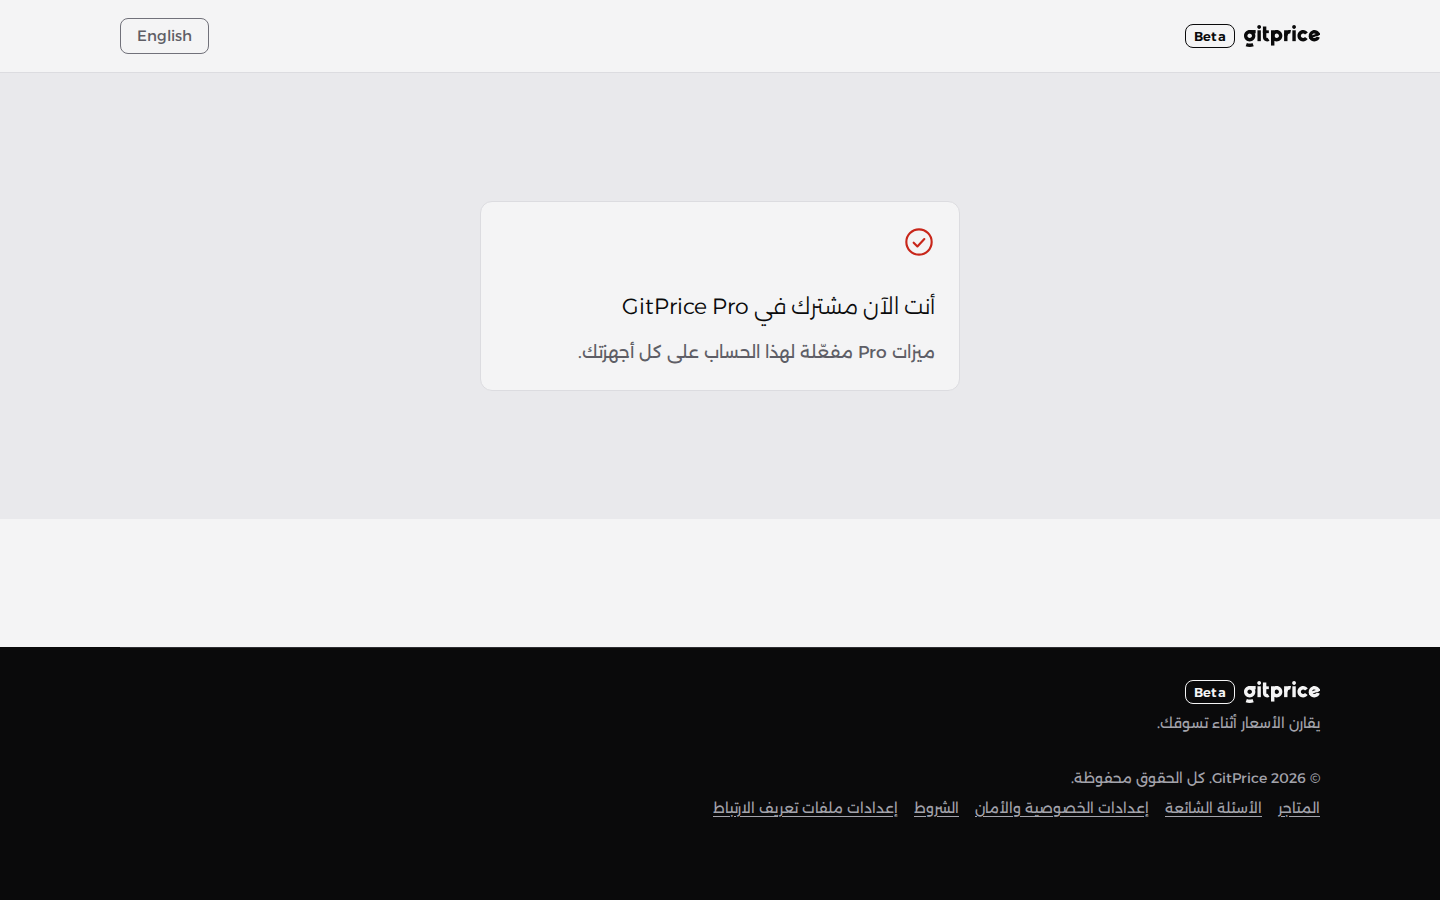 gitprice Beta
English
أنت الآن مشترك في GitPrice Pro
ميزات Pro مفعّلة لهذا الحساب على كل أجهزتك.
gitprice Beta
يقارن الأسعار أثناء تسوقك.
© 2026 GitPrice. كل الحقوق محفوظة.
المتاجر الأسئلة الشائعة إعدادات الخصوصية والأمان الشروط إعدادات ملفات تعريف الارتباط